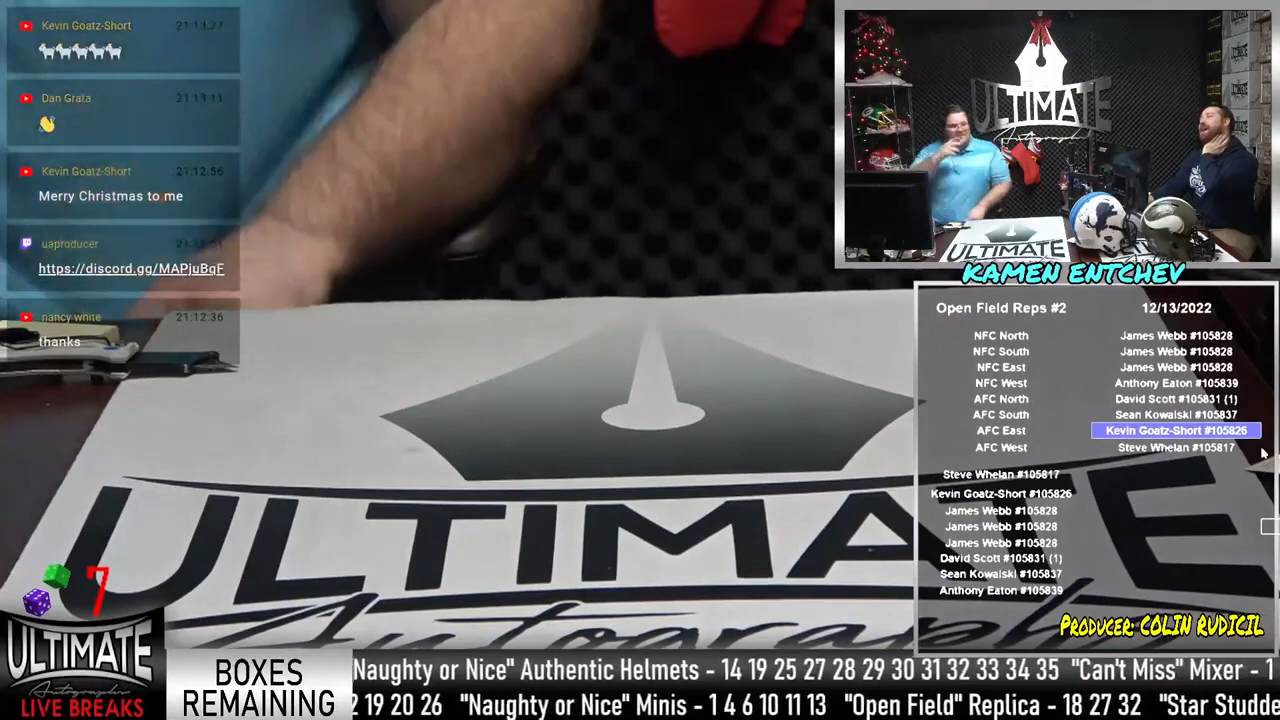 Kevin Goatz-Short 21:13:27
Dan Grata 21:13:11
Kevin Goatz-Short 21:12:56
Merry Christmas to me
uaproducer
https://discord.gg/MAPjuBqF
nancy white 21:12:36
thanks
ULTIMATE
Autographs
ULTIMATE
KAMEN ENTCHEV
Open Field Reps #2 12/13/2022
NFC North James Webb #105828
NFC South James Webb #105828
NFC East James Webb #105828
NFC West Anthony Eaton #105839
AFC North David Scott #105831 (1)
AFC South Sean Kowalski #105837
AFC East Kevin Goatz-Short #105826
AFC West Steve Whelan #105817
Steve Whelan #105817
Kevin Goatz-Short #105826
James Webb #105828
James Webb #105828
James Webb #105828
David Scott #105831 (1)
Sean Kowalski #105837
Anthony Eaton #105839
PRODUCER: COLIN RUDICIL
ULTIMATE
Autograph
7
ULTIMATE
Autographs
LIVE BREAKS
BOXES
REMAINING
Naughty or Nice" Authentic Helmets - 14 19 25 27 28 29 30 31 32 33 34 35 "Can't Miss" Mixer - 1
2 19 20 26 "Naughty or Nice" Minis - 1 4 6 10 11 13 "Open Field" Replica - 18 27 32 "Star Studde